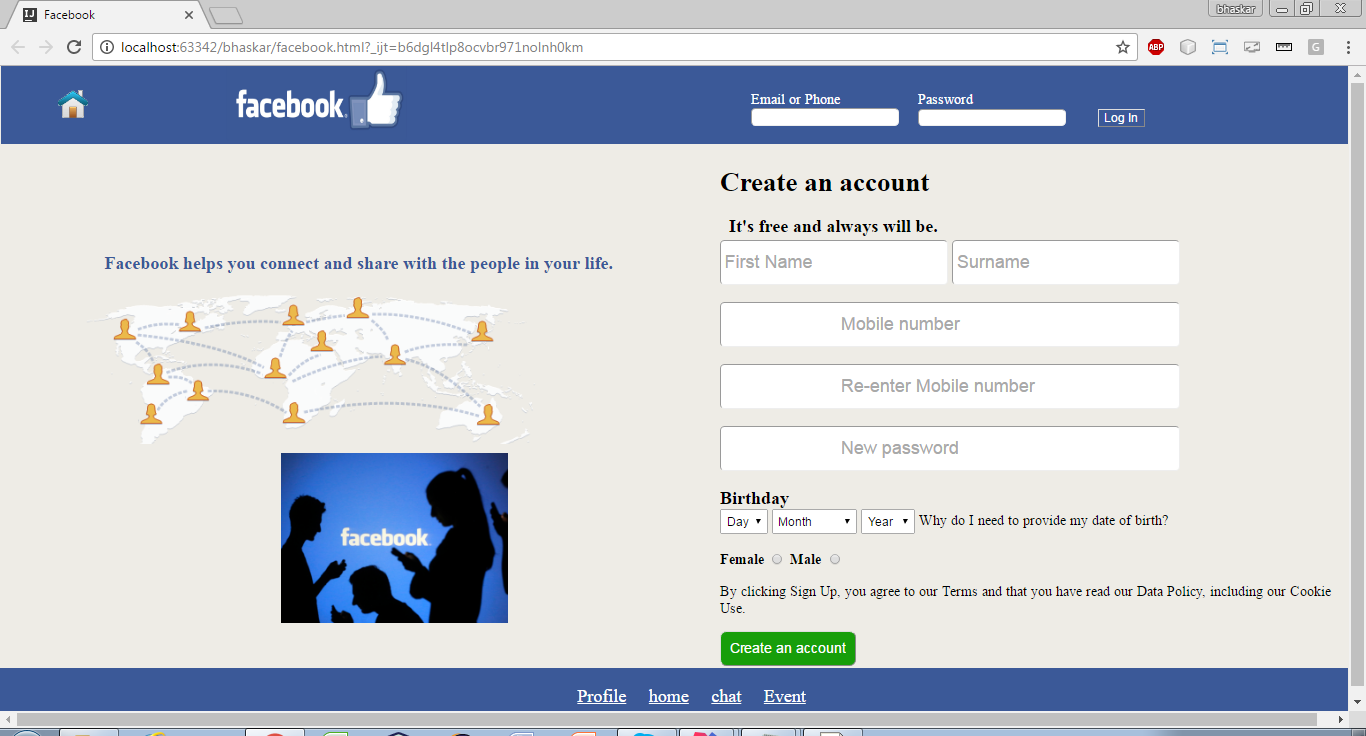 Facebook
bhaskar
localhost:63342/bhaskar/facebook.html?_ijt=b6dgl4tlp8ocvbr971nolnh0km
ABP
G
facebook
Email or Phone Password
Log In
Create an account
It's free and always will be.
Facebook helps you connect and share with the people in your life.
First Name Surname
Mobile number
Re-enter Mobile number
New password
facebook
Birthday
Day Month Year Why do I need to provide my date of birth?
Female Male
By clicking Sign Up, you agree to our Terms and that you have read our Data Policy, including our Cookie
Use.
Create an account
Profile home chat Event